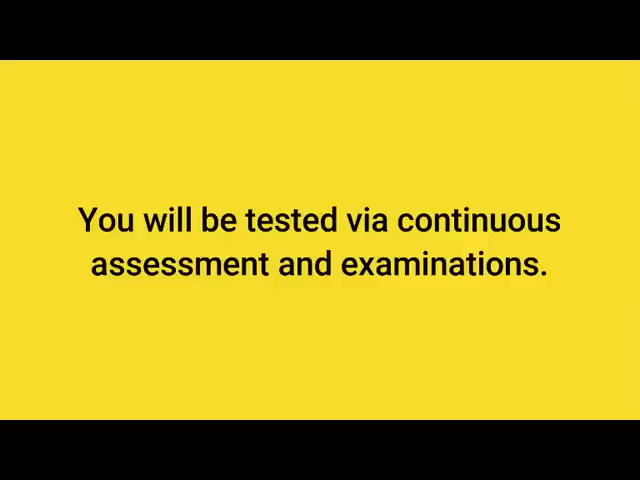 You will be tested via continuous
assessment and examinations.